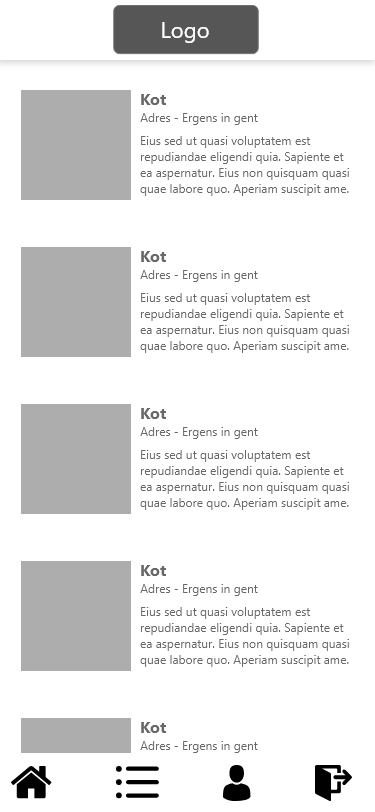 Logo
Kot
Adres - Ergens in gent
Eius sed ut quasi voluptatem est
repudiandae eligendi quia. Sapiente et
ea aspernatur. Eius non quisquam quasi
quae labore quo. Aperiam suscipit ame.
Kot
Adres - Ergens in gent
Eius sed ut quasi voluptatem est
repudiandae eligendi quia. Sapiente et
ea aspernatur. Eius non quisquam quasi
quae labore quo. Aperiam suscipit ame.
Kot
Adres - Ergens in gent
Eius sed ut quasi voluptatem est
repudiandae eligendi quia. Sapiente et
ea aspernatur. Eius non quisquam quasi
quae labore quo. Aperiam suscipit ame.
Kot
Adres - Ergens in gent
Eius sed ut quasi voluptatem est
repudiandae eligendi quia. Sapiente et
ea aspernatur. Eius non quisquam quasi
quae labore quo. Aperiam suscipit ame.
Kot
Adres - Ergens in gent